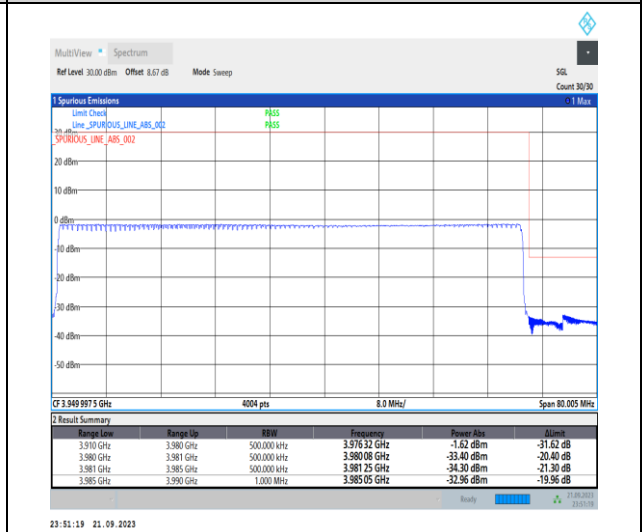 MultiView Spectrum
Ref Level 30.00 dBm Offset 8.67 dB Mode Sweep SGL
Count 30/30
1 Spurious Emissions 1 Max
Limit Check PASS
Line _SPURIOUS_LINE_ABS_002 PASS
30 dBm
_SPURIOUS_LINE_ABS_002
20 dBm
10 dBm
0 dBm
-10 dBm
-20 dBm
-30 dBm
-40 dBm
-50 dBm
CF 3.949 997 5 GHz 4004 pts 8.0 MHz/ Span 80.005 MHz
2 Result Summary
Range Low Range Up RBW Frequency Power Abs ΔLimit
3.910 GHz 3.980 GHz 500.000 kHz 3.976 32 GHz -1.62 dBm -31.62 dB
3.980 GHz 3.981 GHz 500.000 kHz 3.980 08 GHz -33.40 dBm -20.40 dB
3.981 GHz 3.985 GHz 500.000 kHz 3.981 25 GHz -34.30 dBm -21.30 dB
3.985 GHz 3.990 GHz 1.000 MHz 3.985 05 GHz -32.96 dBm -19.96 dB
Ready 21.09.2023
23:51:19
23:51:19 21.09.2023